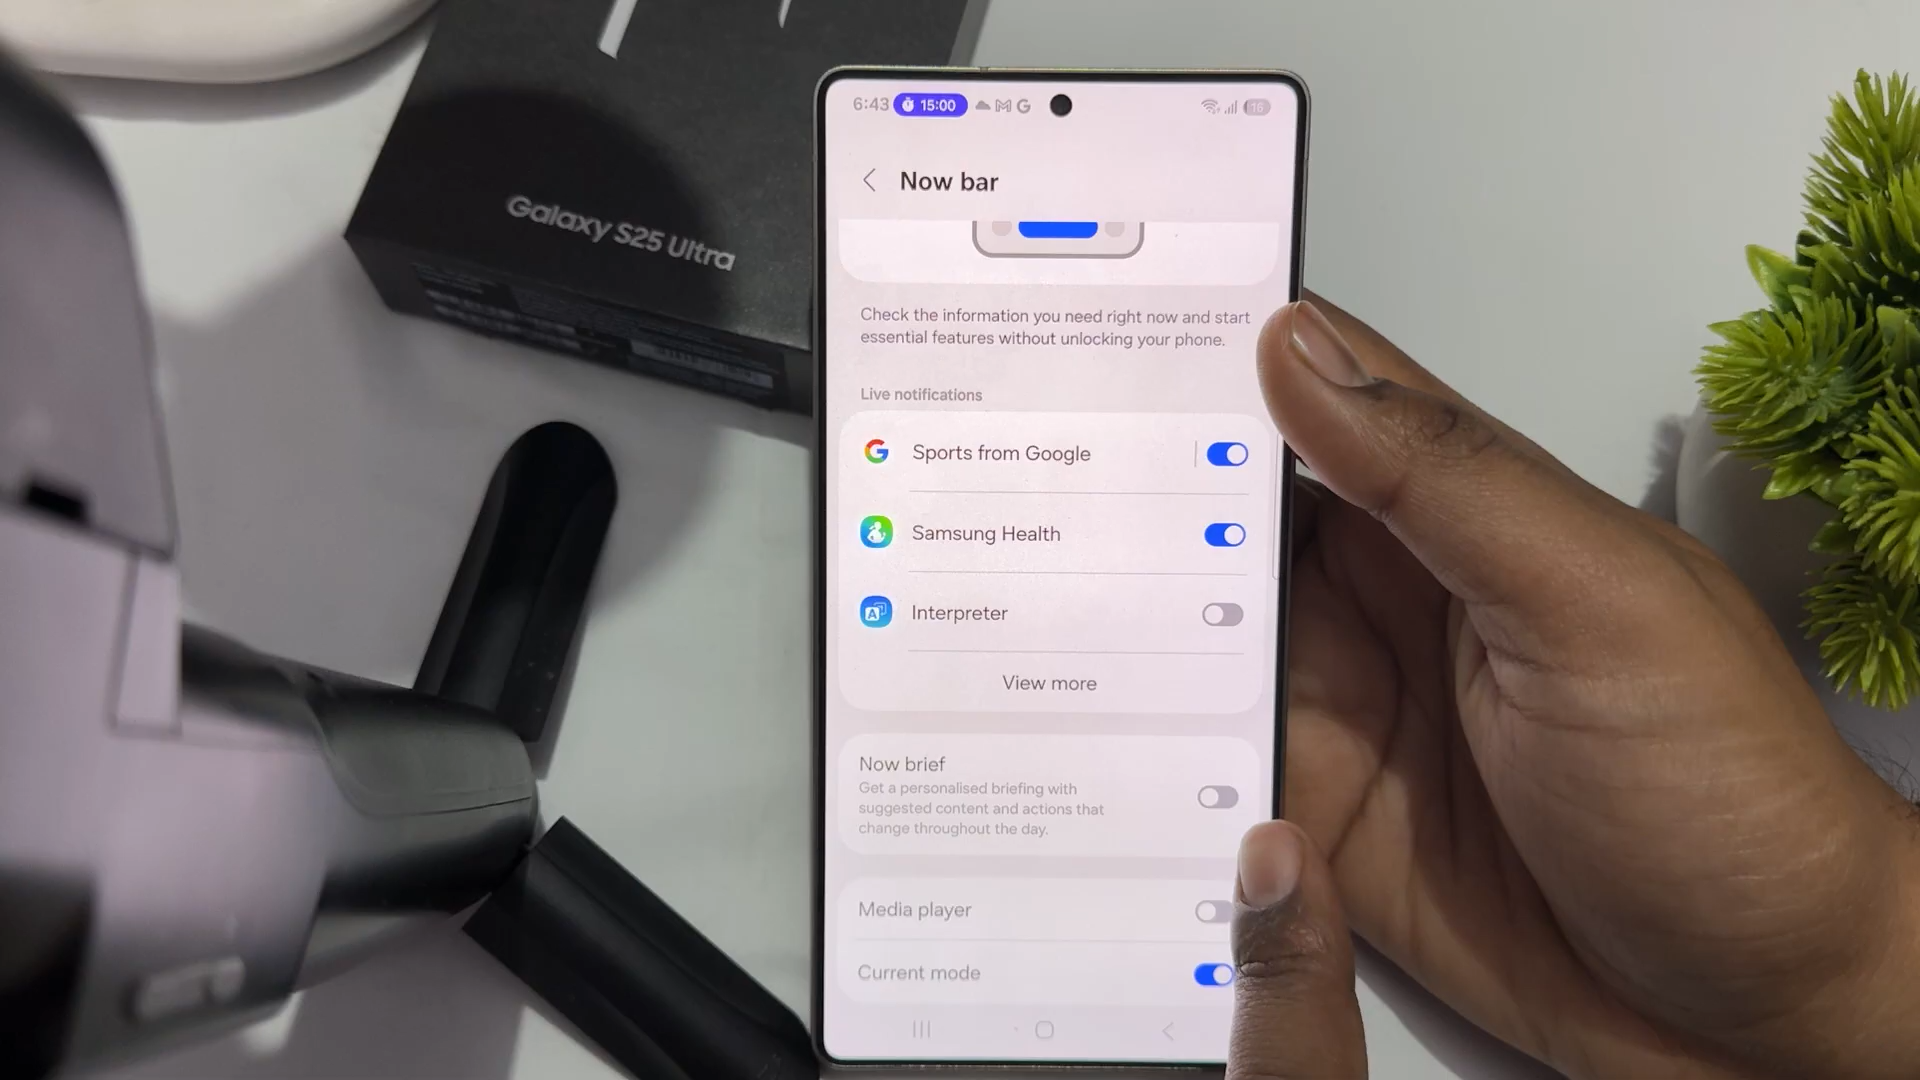 Galaxy S25 Ultra
6:43 15:00 M G 16
Now bar
Check the information you need right now and start
essential features without unlocking your phone.
Live notifications
Sports from Google
Samsung Health
Interpreter
View more
Now brief
Get a personalised briefing with
suggested content and actions that
change throughout the day.
Media player
Current mode